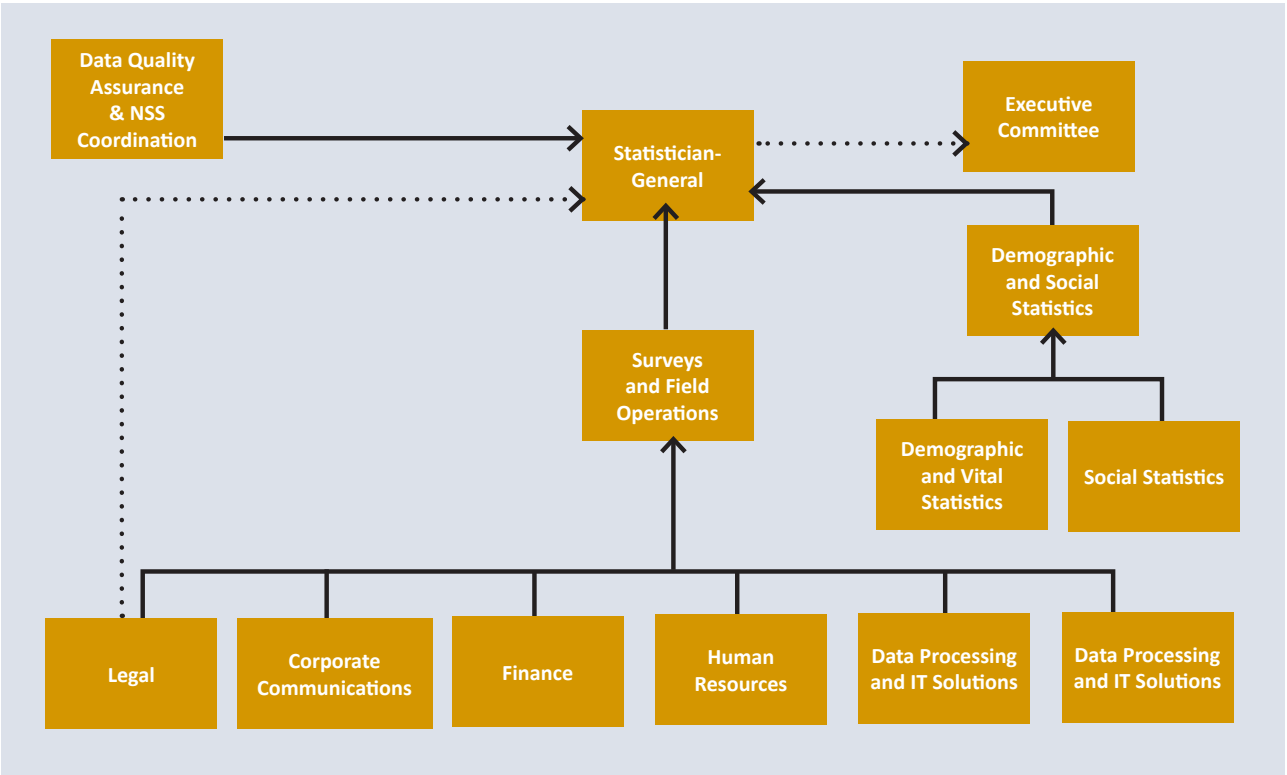 Data Quality
Assurance
& NSS
Coordination
Executive
Committee
Statistician-
General
Demographic
and Social
Statistics
Surveys
and Field
Operations
Demographic
and Vital
Statistics
Social Statistics
Legal
Corporate
Communications
Finance
Human
Resources
Data Processing
and IT Solutions
Data Processing
and IT Solutions